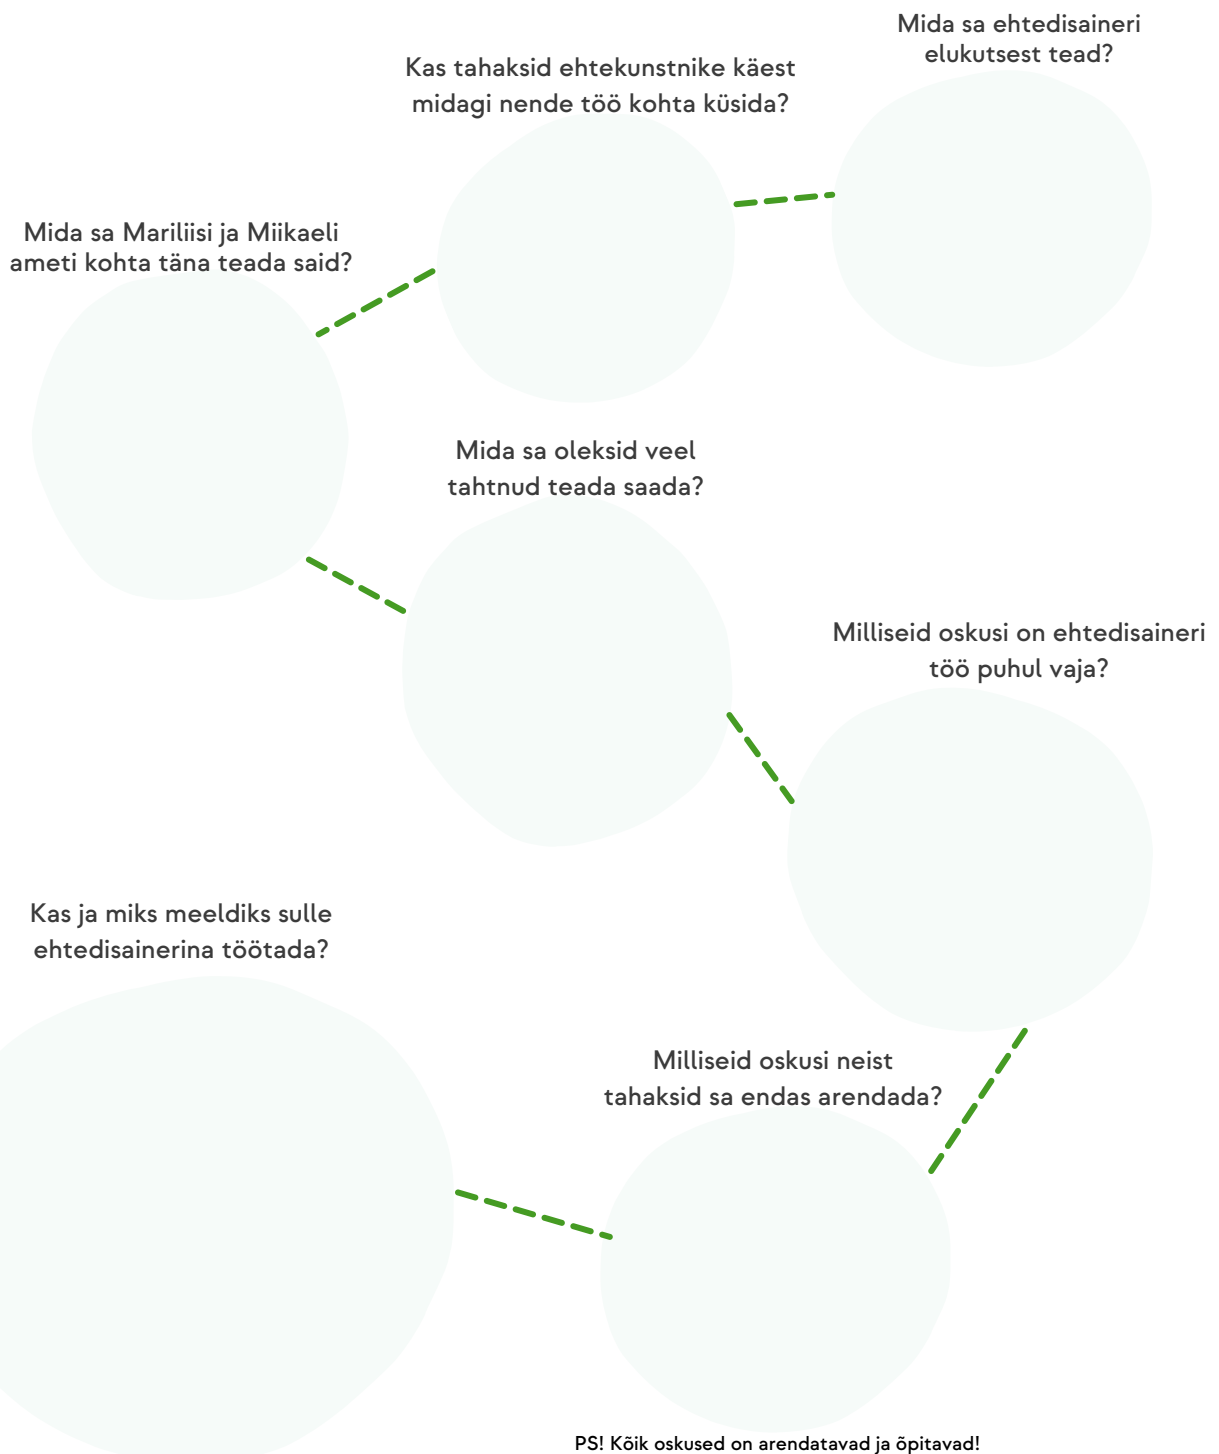 Mida sa ehtedisaineri
elukutsest tead?
Kas tahaksid ehtekunstnike käest
midagi nende töö kohta küsida?
Mida sa Mariliisi ja Miikaeli
ameti kohta täna teada said?
Mida sa oleksid veel
tahtnud teada saada?
Milliseid oskusi on ehtedisaineri
töö puhul vaja?
Milliseid oskusi neist
tahaksid sa endas arendada?
Kas ja miks meeldiks sulle
ehtedisainerina töötada?
PS! Kõik oskused on arendatavad ja õpitavad!